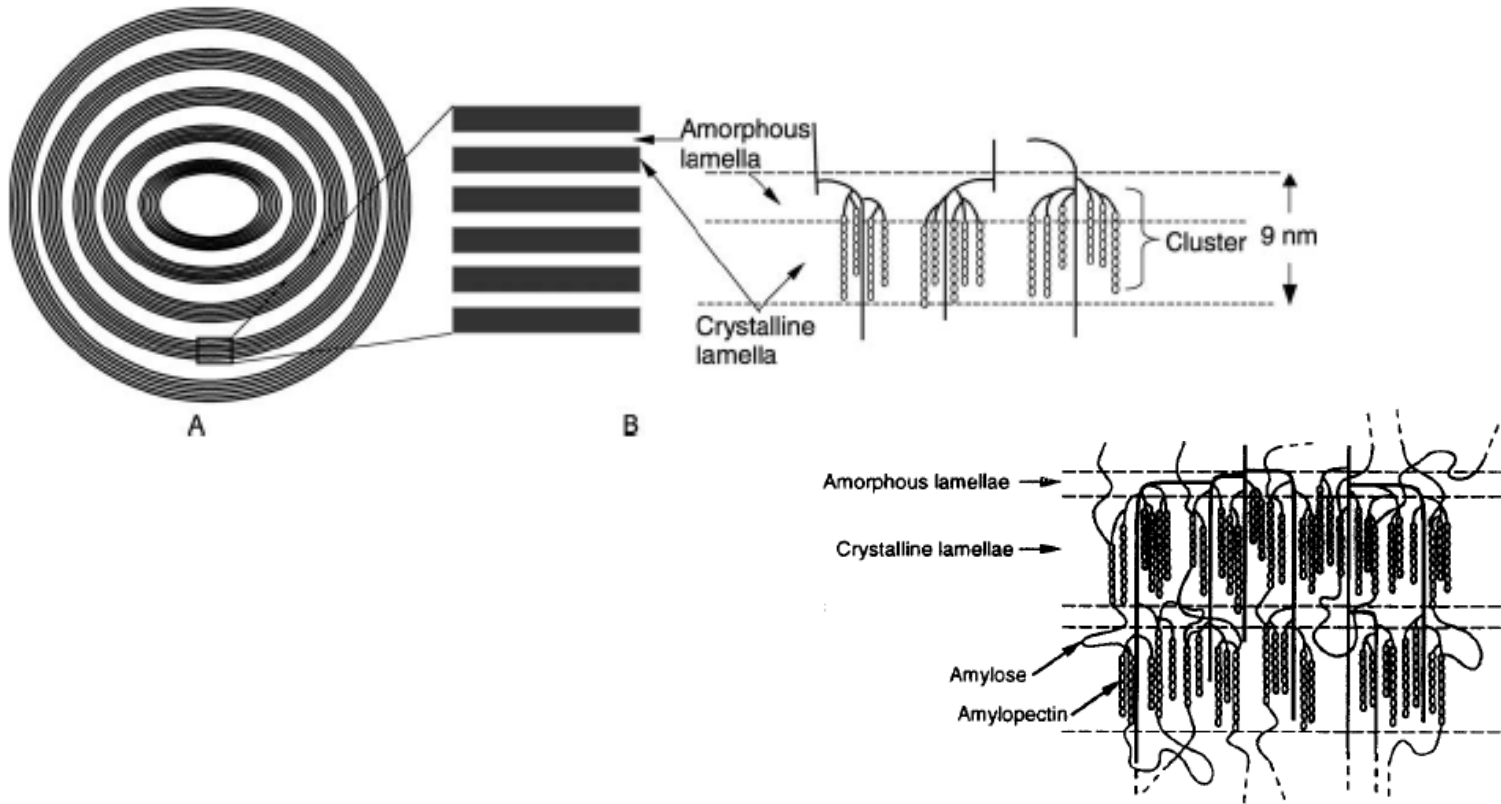 Amorphous
lamella
Cluster
9 nm
Crystalline
lamella
A
B
Amorphous lamellae
Crystalline lamellae
Amylose
Amylopectin